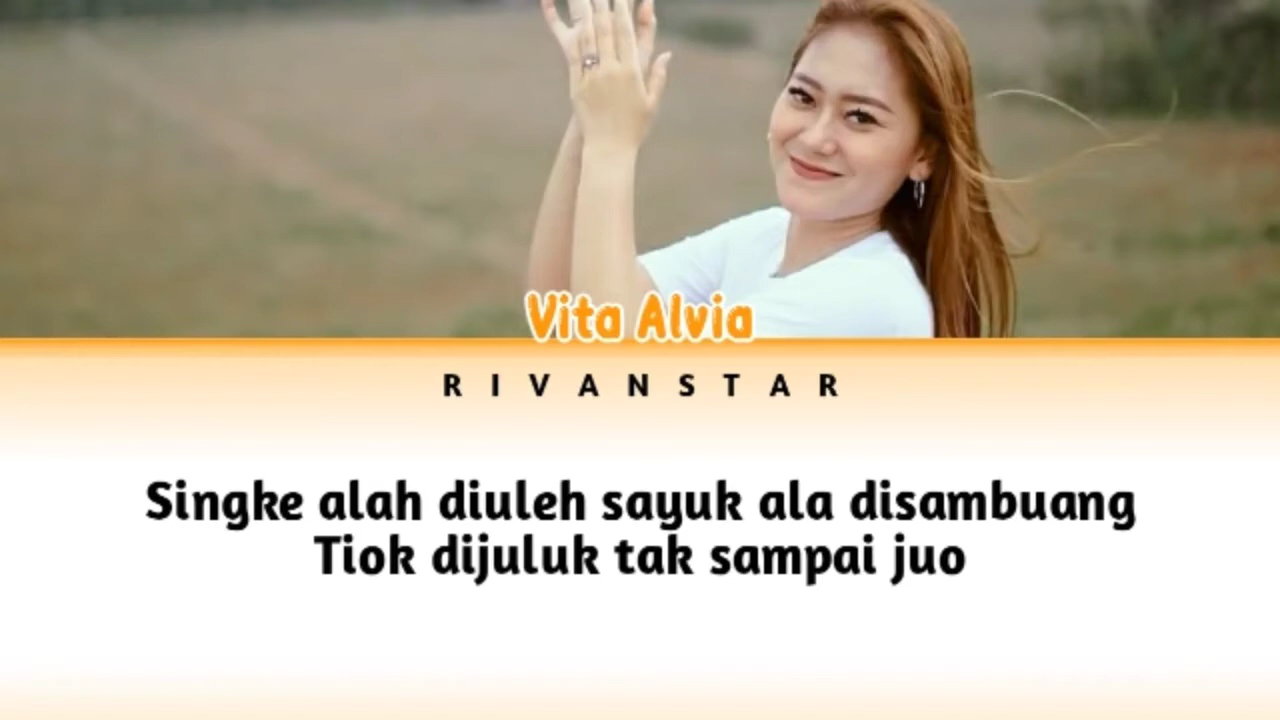 Vita Alvia
RIVANSTAR
Singke alah diuleh sayuk ala disambuang
Tiok dijuluk tak sampai juo